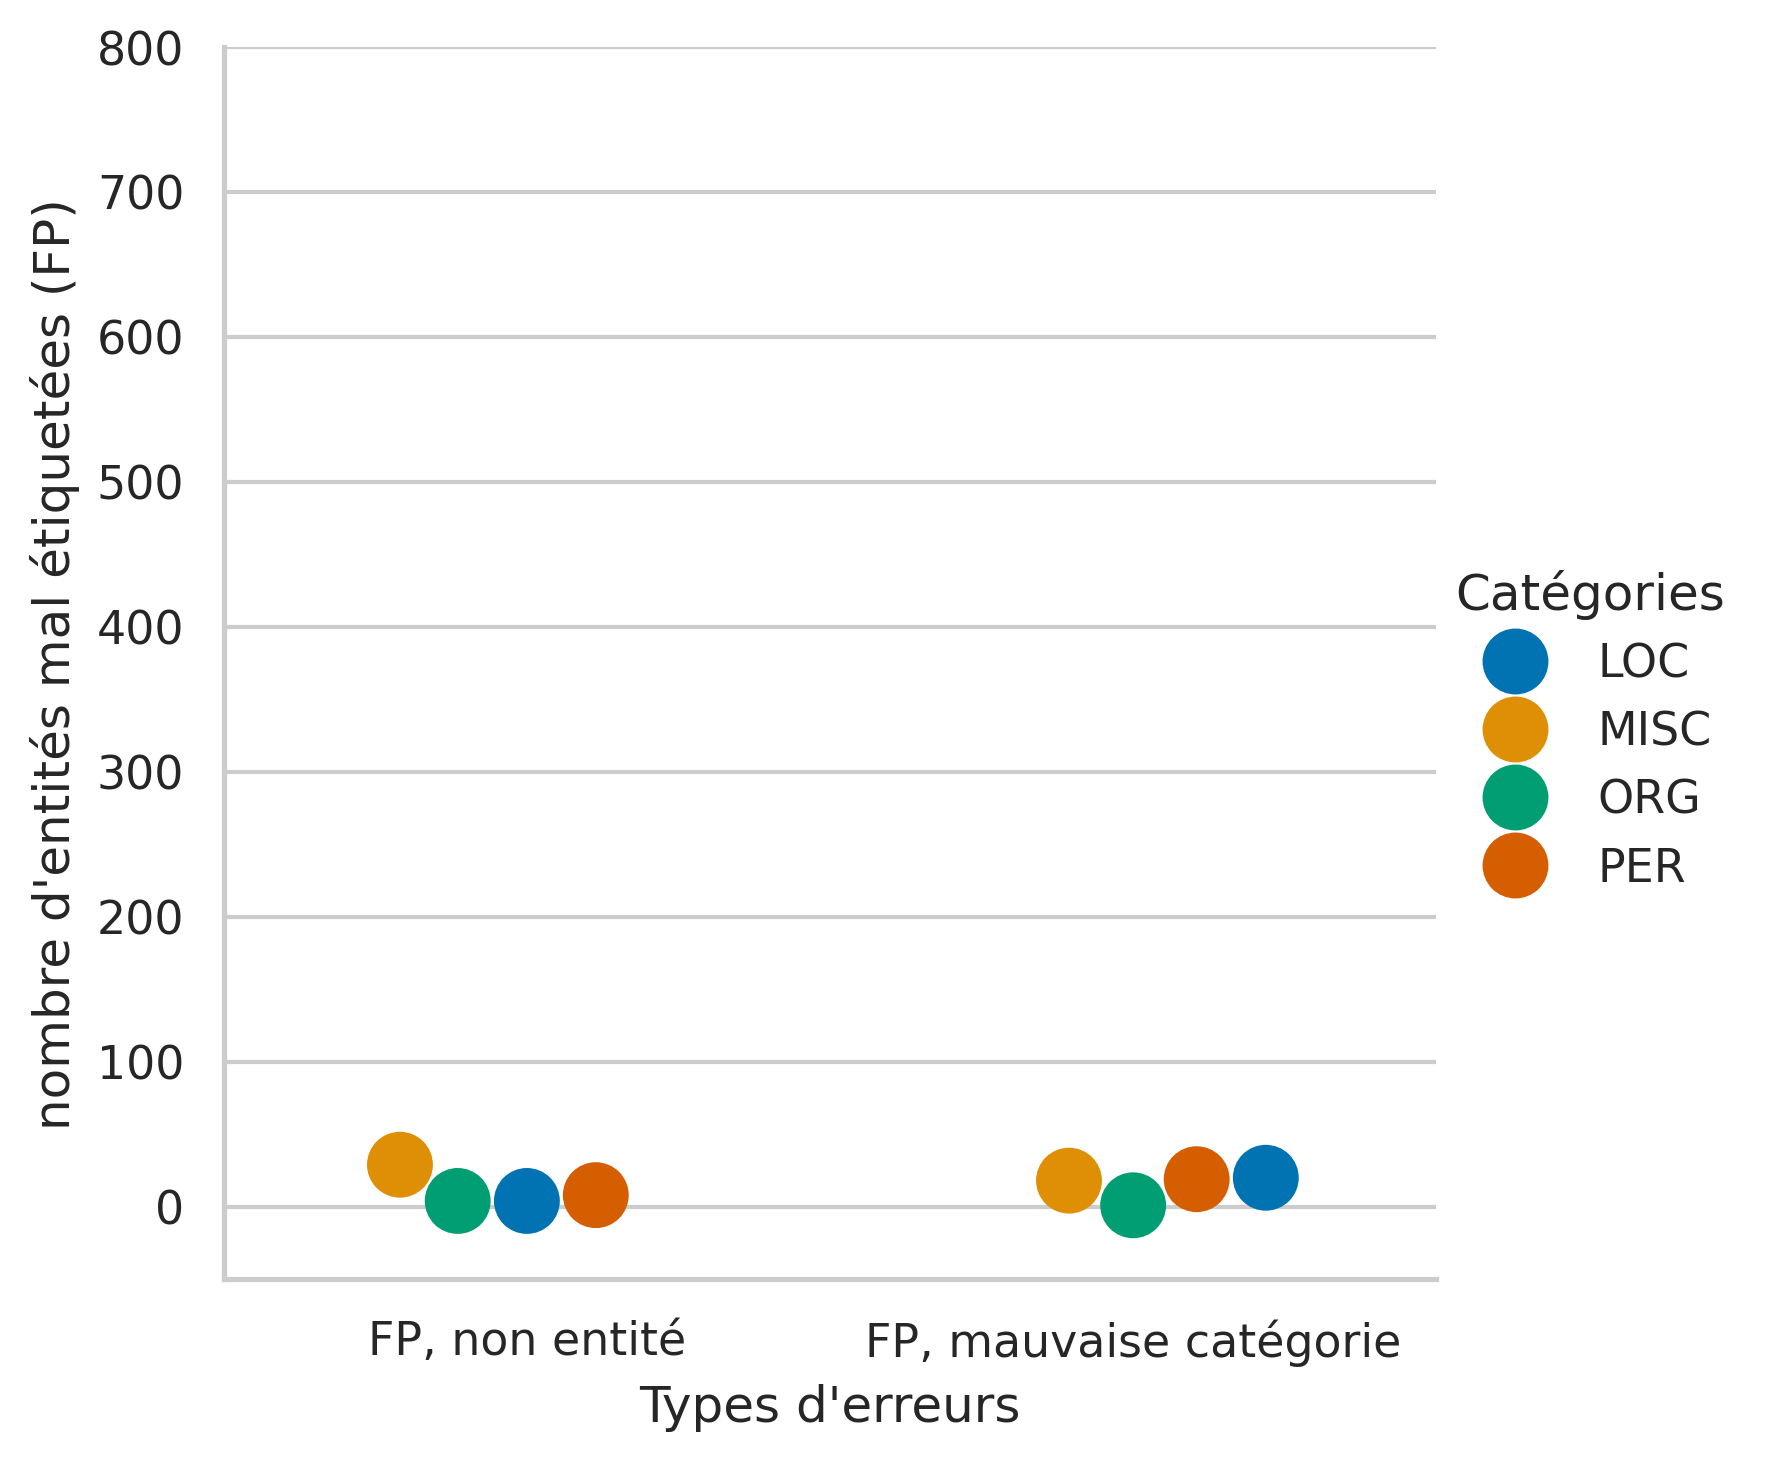 800
700
600
500
400
300
200
100
0
nombre d'entités mal étiquetées (FP)
FP, non entité
FP, mauvaise catégorie
Types d'erreurs
Catégories
LOC
MISC
ORG
PER